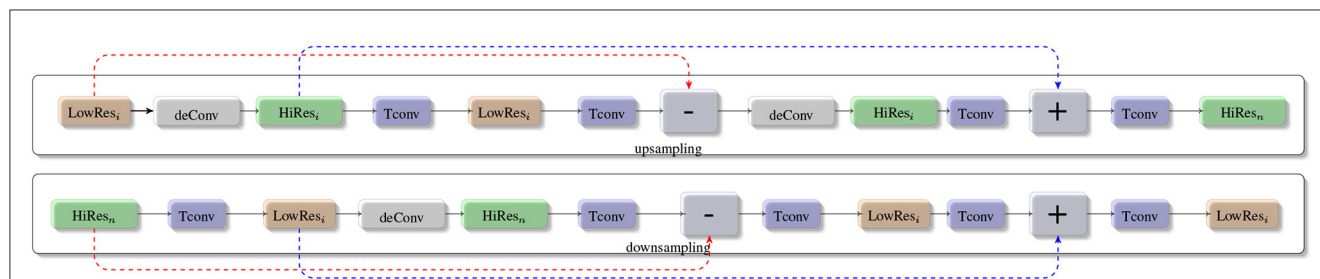 LowResᵢ deConv HiResᵢ Tconv LowResᵢ Tconv - deConv HiResᵢ Tconv + Tconv HiResₙ
upsampling
HiResₙ Tconv LowResᵢ deConv HiResₙ Tconv - Tconv LowResᵢ Tconv + Tconv LowResᵢ
downsampling